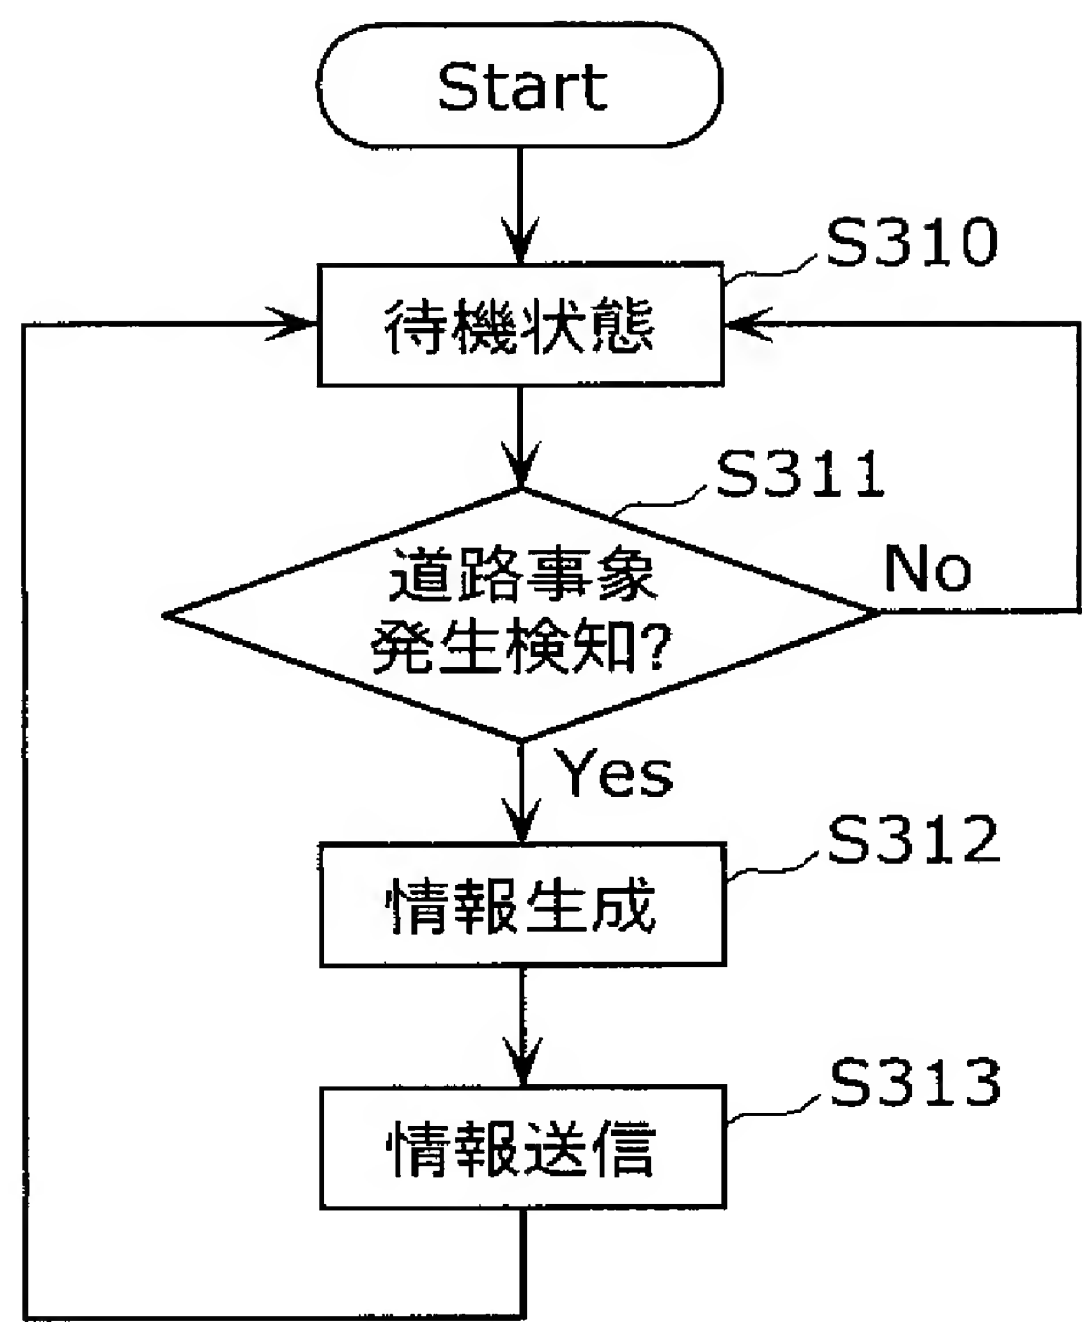 Start
S310
待機状態
S311
道路事象
発生検知?
No
Yes
S312
情報生成
S313
情報送信